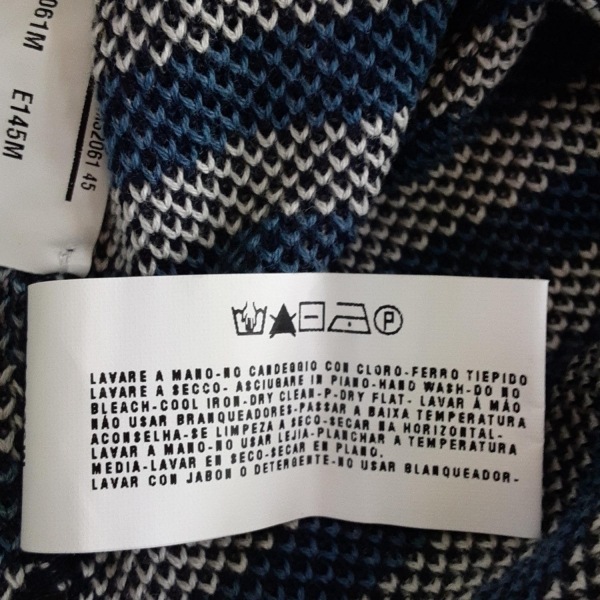 061M
E145M
2061 45
P
LAVARE A MANO-NO CANDEGGIO CON CLORO-FERRO TIEPIDO
LAVARE A SECCO- ASCIUGARE IN PIANO-HAND WASH-DO NO
BLEACH-COOL IRON-DRY CLEAN-P-DRY FLAT- LAVAR À MÃO
NÃO USAR BRANQUEADORES-PASSAR A BAIXA TEMPERATURA
ACONSELHA-SE LIMPEZA A SECO-SECAR NA HORIZONTAL-
LAVAR A MANO-NO USAR LEJIA-PLANCHAR A TEMPERATURA
MEDIA-LAVAR EN SECO-SECAR EN PLANO.
LAVAR CON JABON O DETERGENTE-NO USAR BLANQUEADOR-